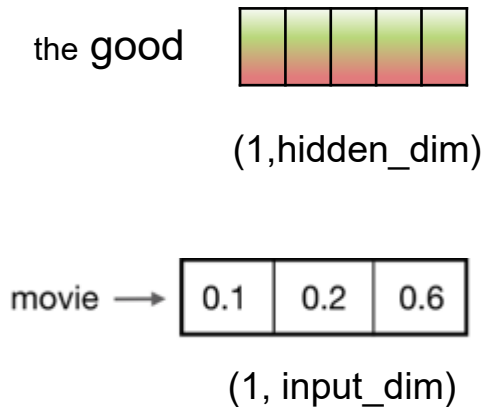 the good
(1,hidden_dim)
movie → 0.1 0.2 0.6
(1, input_dim)